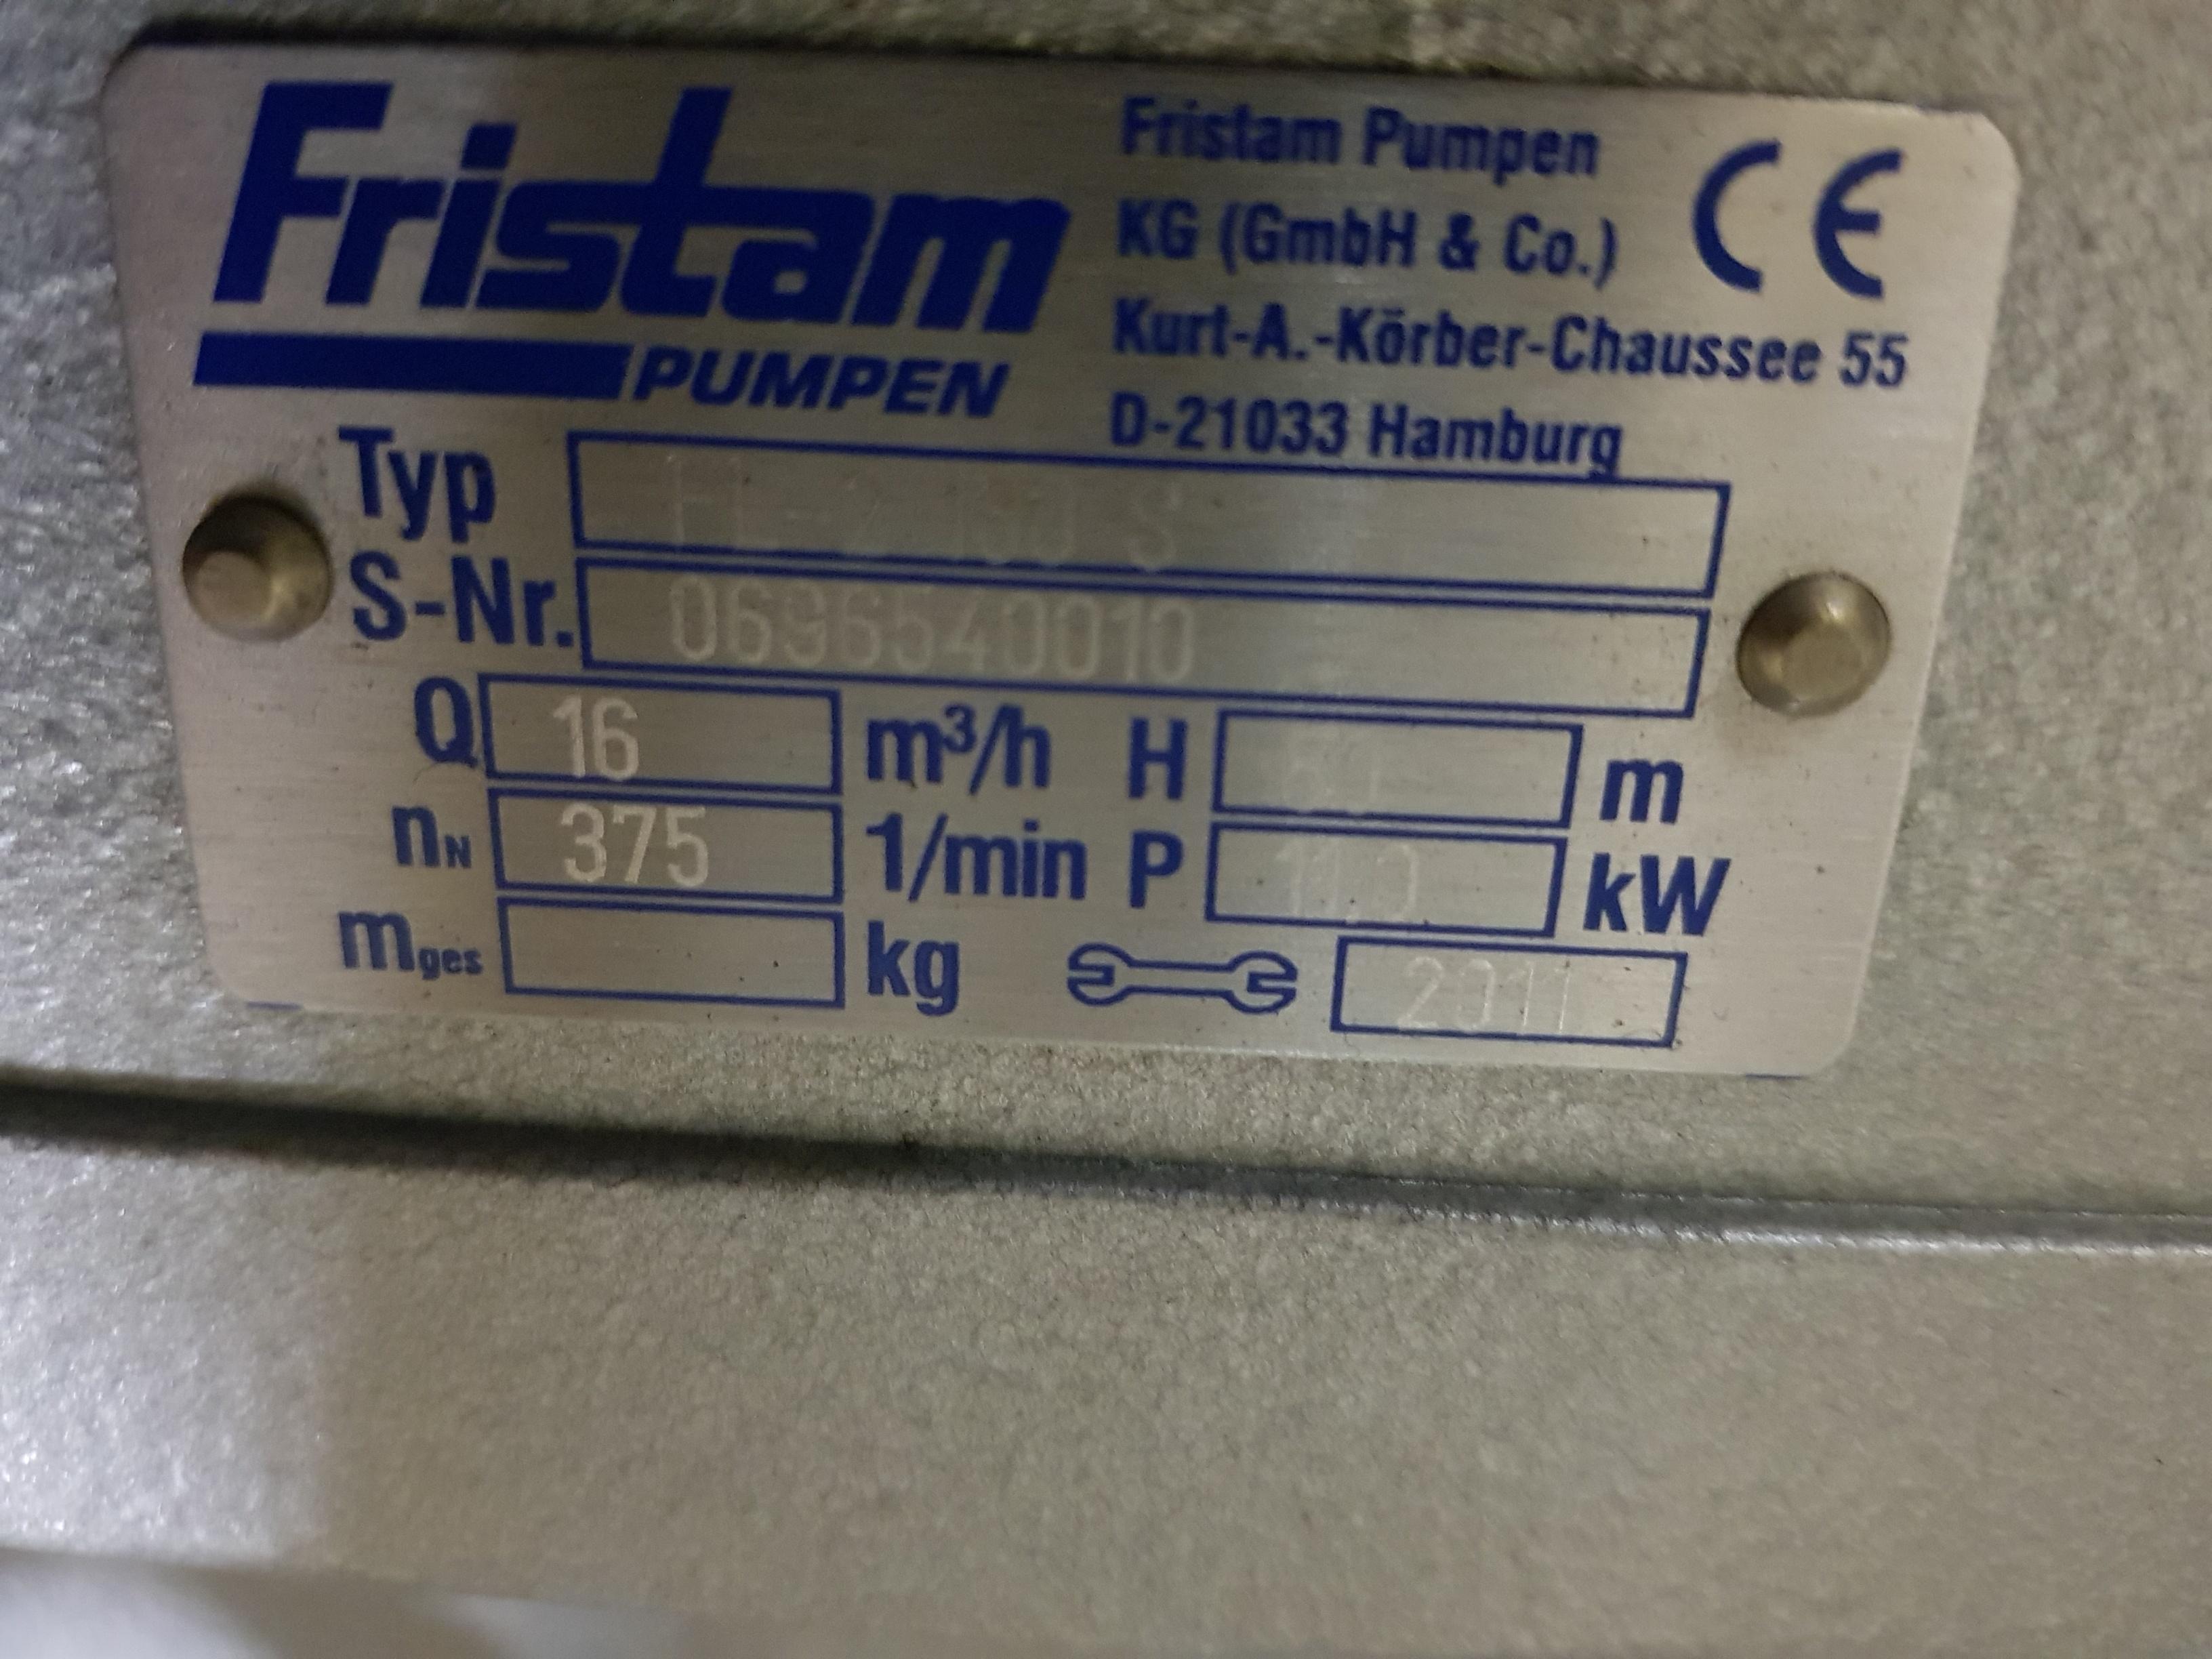 Fristam
PUMPEN
Fristam Pumpen
KG (GmbH & Co.)
Kurt-A.-Körber-Chaussee 55
D-21033 Hamburg
CE
Typ FL S
S-Nr. 0696540010
Q 16 m³/h H m
nN 375 1/min P kW
mges kg 2011